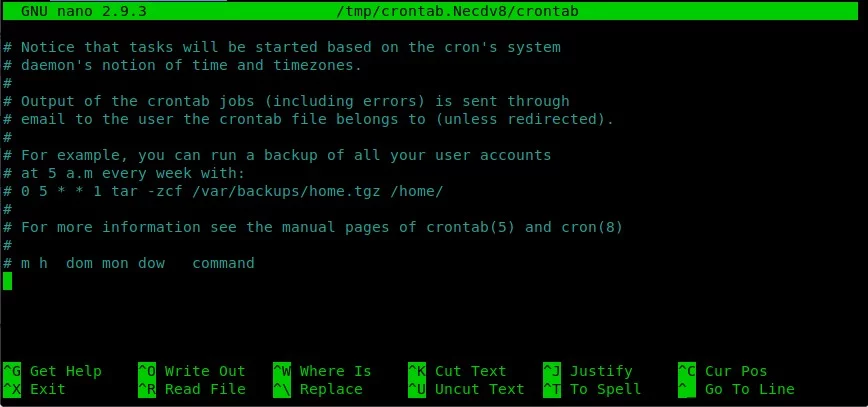 GNU nano 2.9.3 /tmp/crontab.Necdv8/crontab
# Notice that tasks will be started based on the cron's system
# daemon's notion of time and timezones.
#
# Output of the crontab jobs (including errors) is sent through
# email to the user the crontab file belongs to (unless redirected).
#
# For example, you can run a backup of all your user accounts
# at 5 a.m every week with:
# 0 5 * * 1 tar -zcf /var/backups/home.tgz /home/
#
# For more information see the manual pages of crontab(5) and cron(8)
#
# m h  dom mon dow   command
^G Get Help ^O Write Out ^W Where Is ^K Cut Text ^J Justify ^C Cur Pos
^X Exit ^R Read File ^\ Replace ^U Uncut Text ^T To Spell ^_ Go To Line